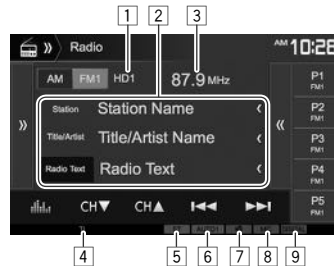 1 2 3
Radio AM 10:28
AM FM1 HD1 87.9 MHz
P1
FM1
Station Station Name
P2
FM1
Title/Artist Title/Artist Name
P3
FM1
Radio Text Radio Text
P4
FM1
CH▼ CH▲
P5
FM1
4 5 6 7 8 9